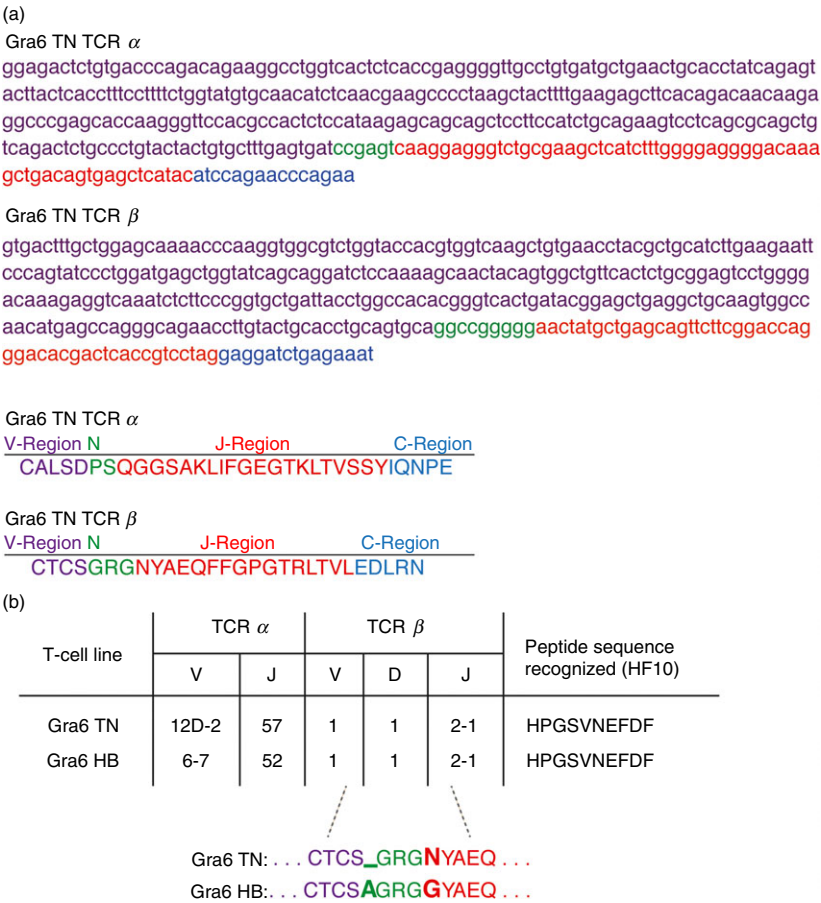 (a)
Gra6 TN TCR α
ggagactctgtgacccagacagaaggcctggtcactctcaccgaggggttgcctgtgatgctgaactgcacctatcagagt
acttactcacctttccttttctggtatgtgcaacatctcaacgaagcccctaagctacttttgaagagcttcacagacaacaaga
ggcccgagcaccaagggttccacgccactctccataagagcagcagctccttccatctgcagaagtcctcagcgcagctg
tcagactctgccctgtactactgtgctttgagtgatccgagtcaaggagggtctgcgaagctcatctttggggaggggacaaa
gctgacagtgagctcatacatccagaacccagaa
Gra6 TN TCR β
gtgactttgctggagcaaaacccaaggtggcgtctggtaccacgtggtcaagctgtgaacctacgctgcatcttgaagaatt
cccagtatccctggatgagctggtatcagcaggatctccaaaagcaactacagtggctgttcactctgcggagtcctgggg
acaaagaggtcaaatctcttcccggtgctgattacctggccacacgggtcactgatacggagctgaggctgcaagtggcc
aacatgagccagggcagaaccttgtactgcacctgcagtgcaggccgggggaactatgctgagcagttcttcggaccag
ggacacgactcaccgtcctaggaggatctgagaaat
Gra6 TN TCR α
V-Region N J-Region C-Region
CALSDPSQGGSAKLIFGEGTKLTVSSYIQNPE
Gra6 TN TCR β
V-Region N J-Region C-Region
CTCSGRGNYAEQFFGPGTRLTVLEDLRN
(b)
T-cell line TCR α TCR β Peptide sequence recognized (HF10)
V J V D J
Gra6 TN 12D-2 57 1 1 2-1 HPGSVNEFDF
Gra6 HB 6-7 52 1 1 2-1 HPGSVNEFDF
Gra6 TN: . . . CTCS_GRGNYAEQ . . .
Gra6 HB: . . . CTCSAGRGGYAEQ . . .